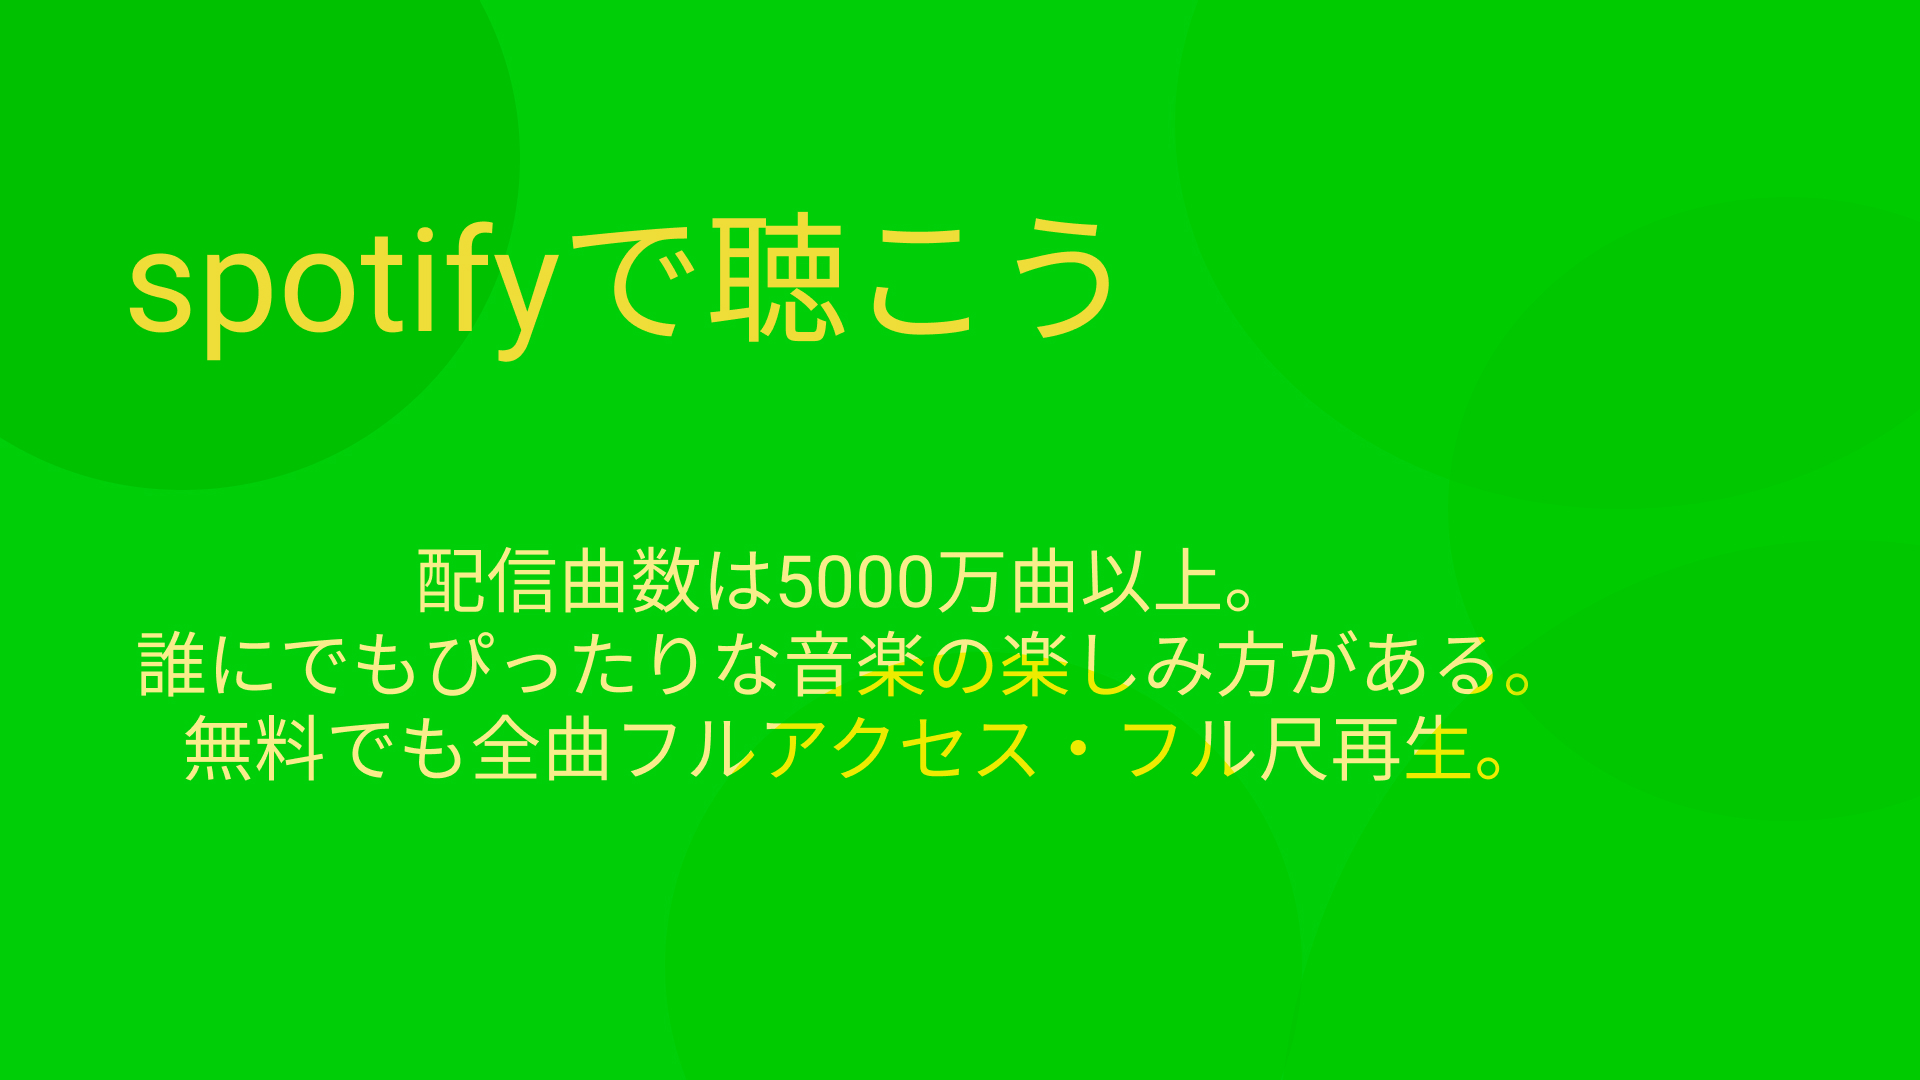 spotifyで聴こう
配信曲数は5000万曲以上。
誰にでもぴったりな音楽の楽しみ方がある。
無料でも全曲フルアクセス・フル尺再生。